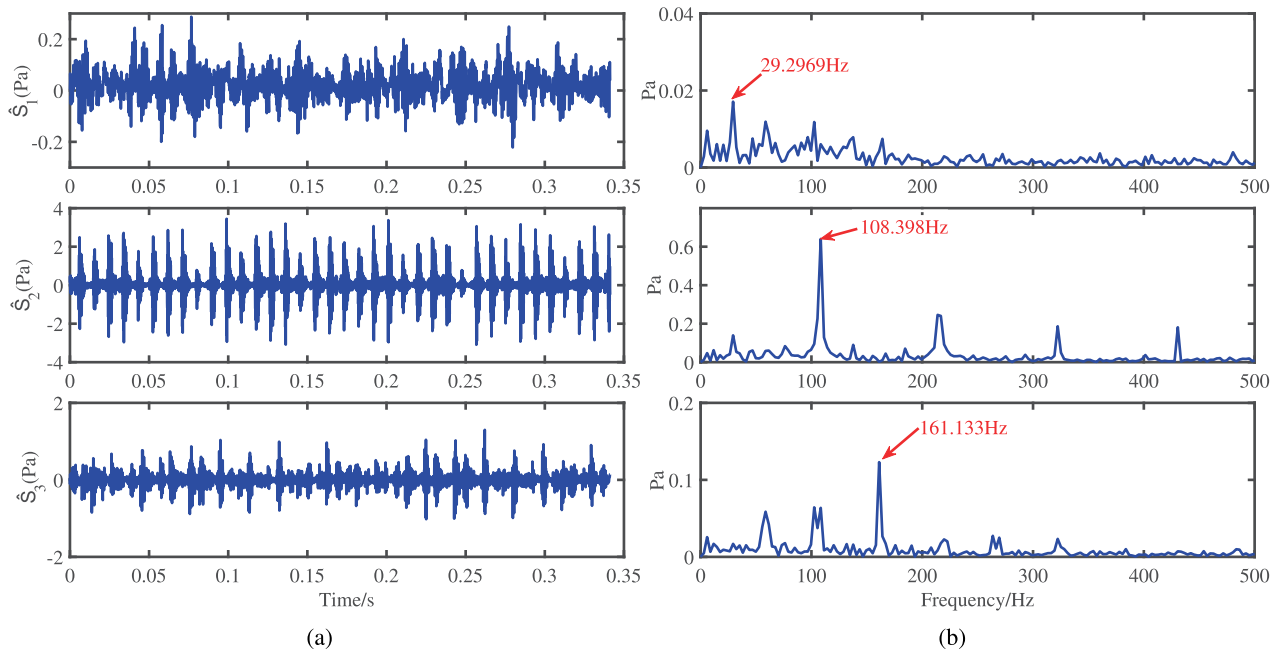 0.2
0
-0.2
Ŝ1(Pa)
0 0.05 0.1 0.15 0.2 0.25 0.3 0.35
0.04
0.02
0
Pa
29.2969Hz
0 100 200 300 400 500
4
2
0
-2
-4
Ŝ2(Pa)
0 0.05 0.1 0.15 0.2 0.25 0.3 0.35
0.6
0.4
0.2
0
Pa
108.398Hz
0 100 200 300 400 500
2
0
-2
Ŝ3(Pa)
0 0.05 0.1 0.15 0.2 0.25 0.3 0.35
Time/s
(a)
0.2
0.1
0
Pa
161.133Hz
0 100 200 300 400 500
Frequency/Hz
(b)